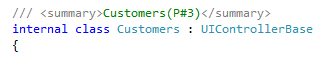 /// <summary>Customers(P#3)</summary>
internal class Customers : UIControllerBase
{